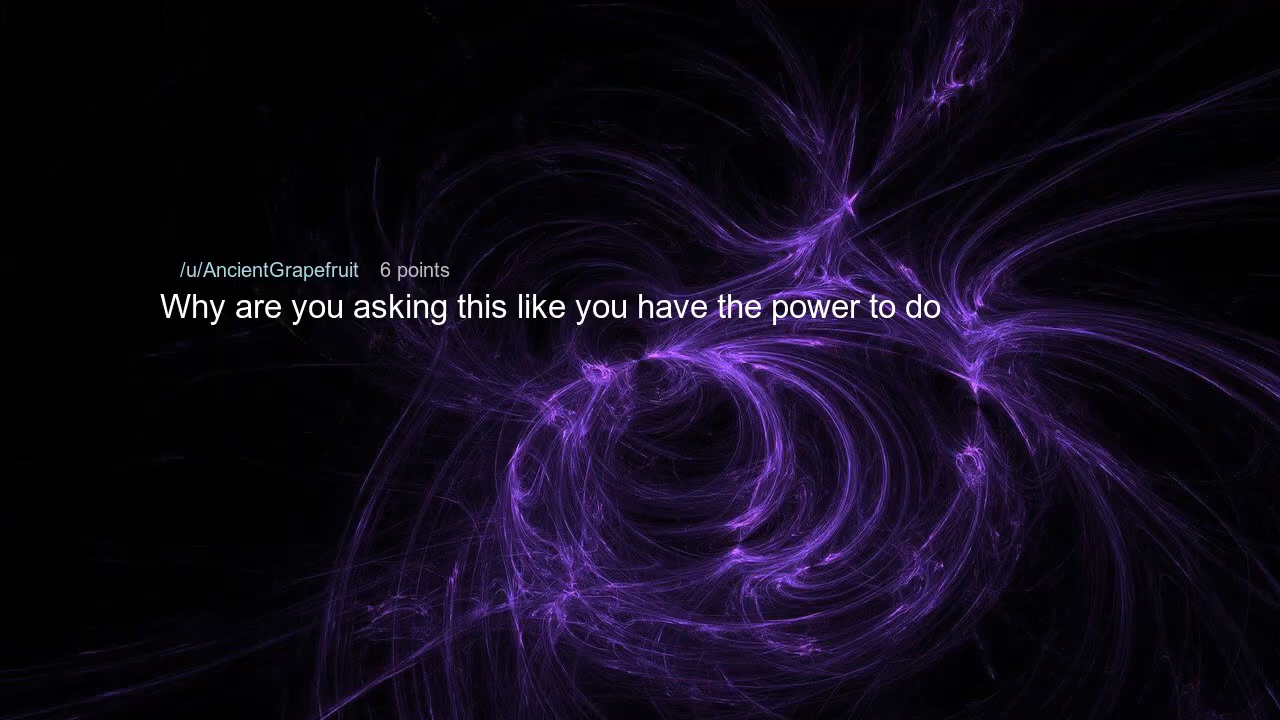 /u/AncientGrapefruit 6 points
Why are you asking this like you have the power to do